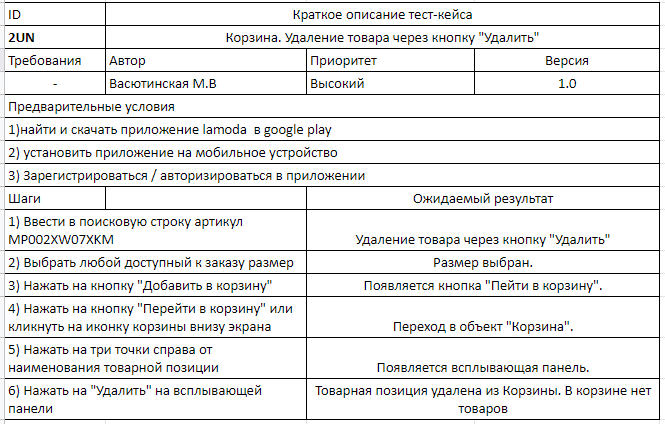 ID Краткое описание тест-кейса
2UN Корзина. Удаление товара через кнопку "Удалить"
Требования Автор Приоритет Версия
- Васютинская М.В Высокий 1.0
Предварительные условия
1)найти и скачать приложение lamoda в google play
2) установить приложение на мобильное устройство
3) Зарегистрироваться / авторизироваться в приложении
Шаги Ожидаемый результат
1) Ввести в поисковую строку артикул
MP002XW07XKM Удаление товара через кнопку "Удалить"
2) Выбрать любой доступный к заказу размер Размер выбран.
3) Нажать на кнопку "Добавить в корзину" Появляется кнопка "Пейти в корзину".
4) Нажать на кнопку "Перейти в корзину" или
кликнуть на иконку корзины внизу экрана Переход в объект "Корзина".
5) Нажать на три точки справа от
наименования товарной позиции Появляется всплывающая панель.
6) Нажать на "Удалить" на всплывающей Товарная позиция удалена из Корзины. В корзине нет
панели товаров